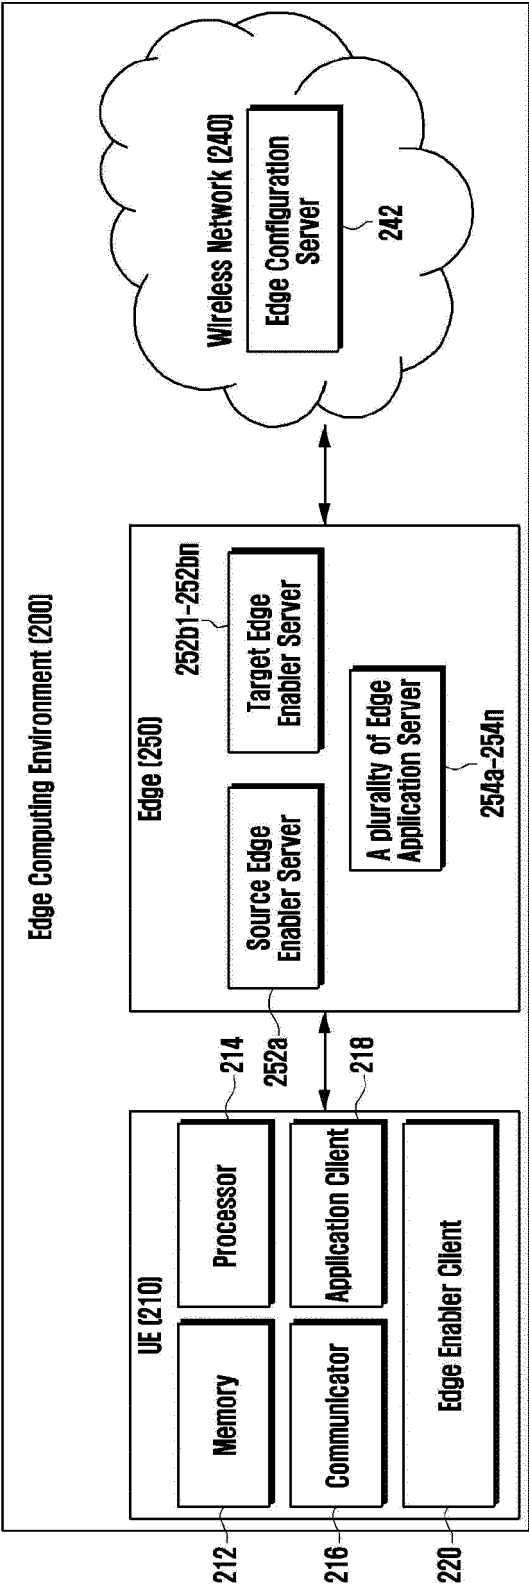 Edge Computing Environment (200)
UE (210)
Memory
Processor
Communicator
Application Client
Edge Enabler Client
212
214
216
218
220
Edge (250)
Source Edge
Enabler Server
Target Edge
Enabler Server
A plurality of Edge
Application Server
252a
252b1-252bn
254a-254n
Wireless Network (240)
Edge Configuration
Server
242